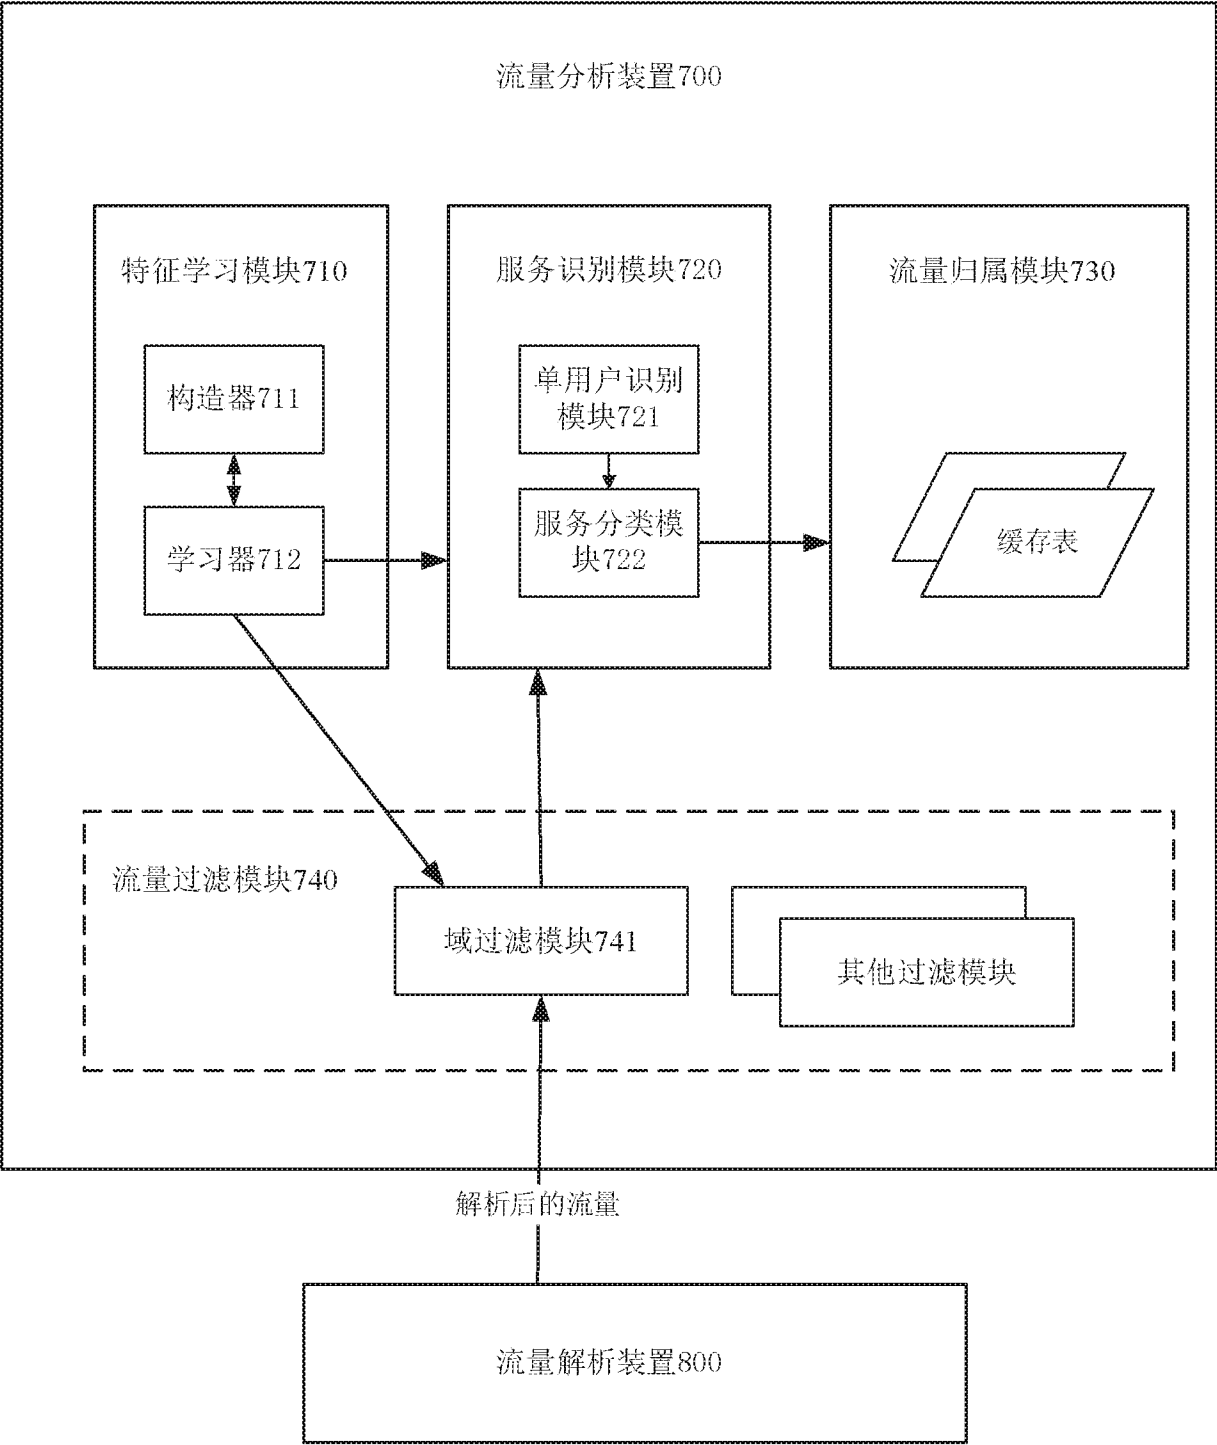 流量分析装置700
特征学习模块710
服务识别模块720
流量归属模块730
构造器711
单用户识别
模块721
学习器712
服务分类模
块722
缓存表
流量过滤模块740
域过滤模块741
其他过滤模块
解析后的流量
流量解析装置800